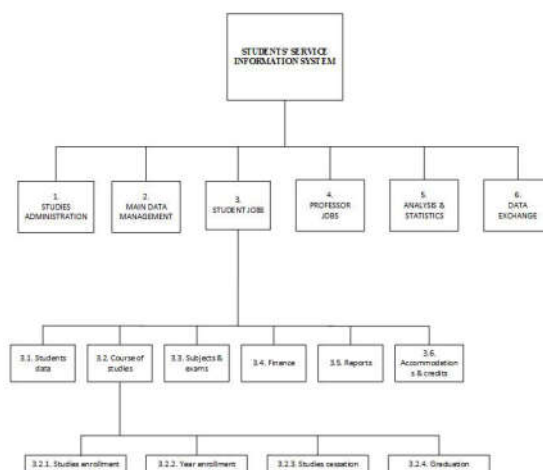 STUDENTS' SERVICE
INFORMATION SYSTEM
1.
STUDIES
ADMINISTRATION
2.
MAIN DATA
MANAGEMENT
3.
STUDENT JOBS
4.
PROFESSOR
JOBS
5.
ANALYSIS &
STATISTICS
6.
DATA
EXCHANGE
3.1. Students
data
3.2. Course of
studies
3.3. Subjects &
exams
3.4. Finance
3.5. Reports
3.6.
Accommodation
s & credits
3.2.1. Studies enrollment
3.2.2. Year enrollment
3.2.3 Studies cessation
3.2.4. Graduation